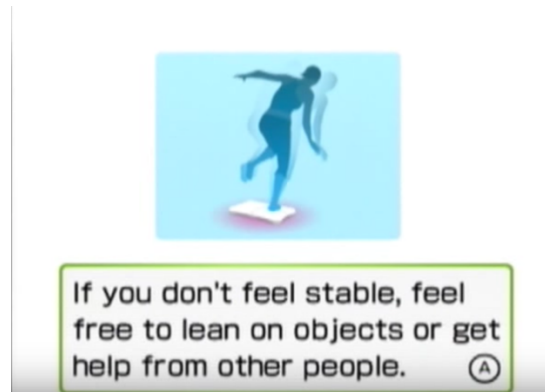 If you don't feel stable, feel
free to lean on objects or get
help from other people. Ⓐ